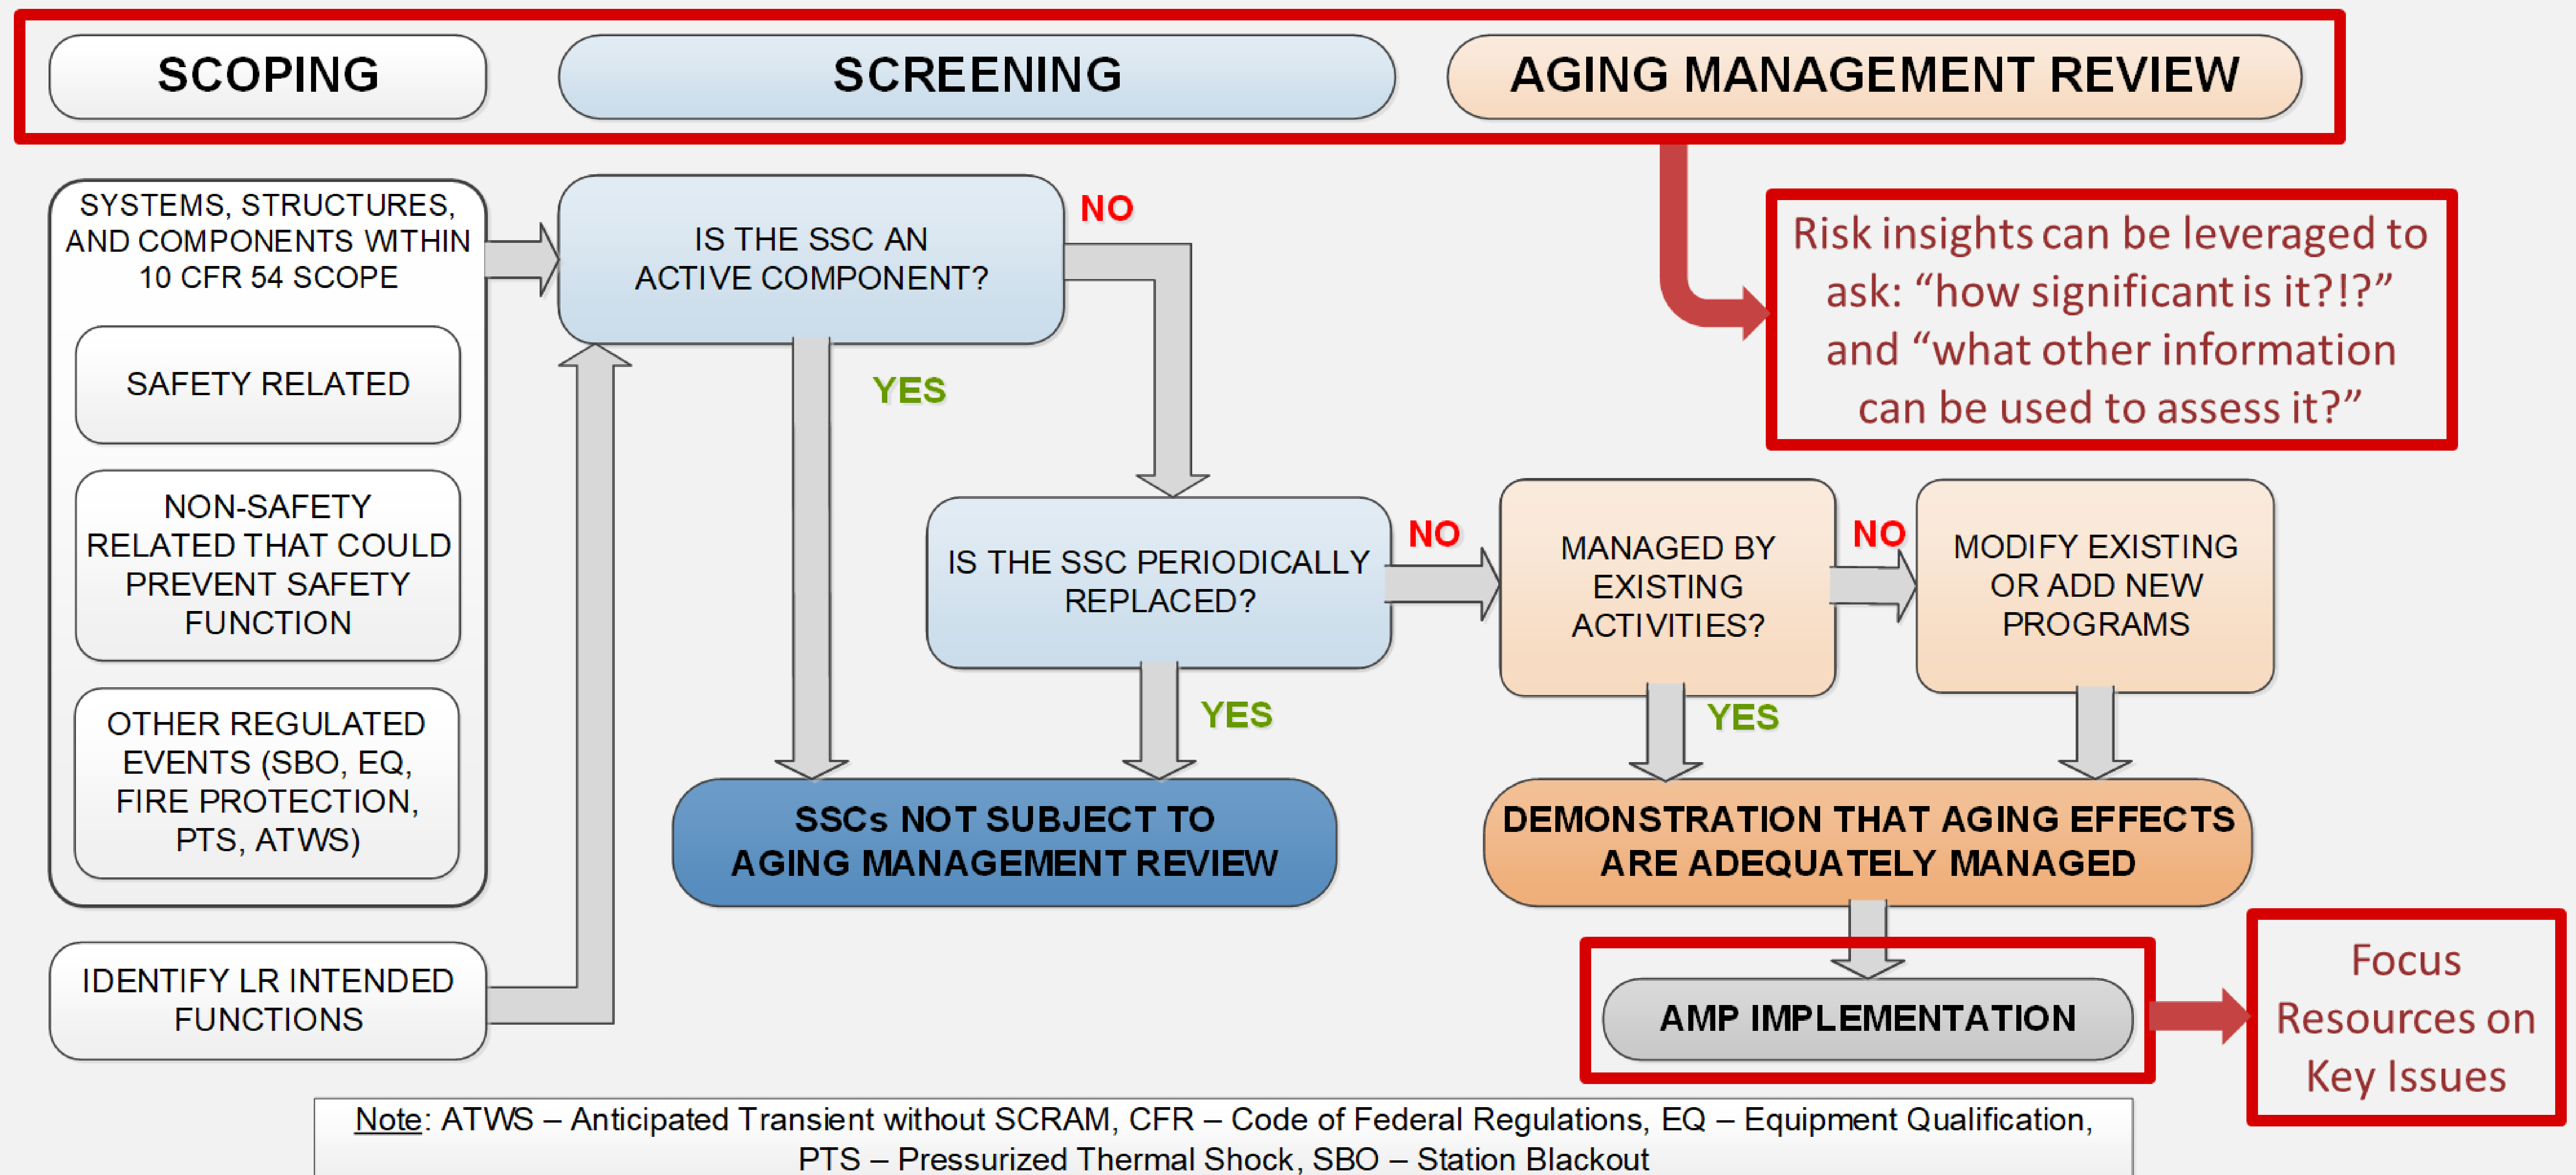 SCOPING
SCREENING
AGING MANAGEMENT REVIEW
SYSTEMS, STRUCTURES,
AND COMPONENTS WITHIN
10 CFR 54 SCOPE
SAFETY RELATED
NON-SAFETY
RELATED THAT COULD
PREVENT SAFETY
FUNCTION
OTHER REGULATED
EVENTS (SBO, EQ,
FIRE PROTECTION,
PTS, ATWS)
IDENTIFY LR INTENDED
FUNCTIONS
IS THE SSC AN
ACTIVE COMPONENT?
NO
YES
IS THE SSC PERIODICALLY
REPLACED?
NO
YES
SSCs NOT SUBJECT TO
AGING MANAGEMENT REVIEW
Risk insights can be leveraged to
ask: “how significant is it?!?”
and “what other information
can be used to assess it?”
MANAGED BY
EXISTING
ACTIVITIES?
NO
YES
MODIFY EXISTING
OR ADD NEW
PROGRAMS
DEMONSTRATION THAT AGING EFFECTS
ARE ADEQUATELY MANAGED
AMP IMPLEMENTATION
Focus
Resources on
Key Issues
Note: ATWS – Anticipated Transient without SCRAM, CFR – Code of Federal Regulations, EQ – Equipment Qualification,
PTS – Pressurized Thermal Shock, SBO – Station Blackout